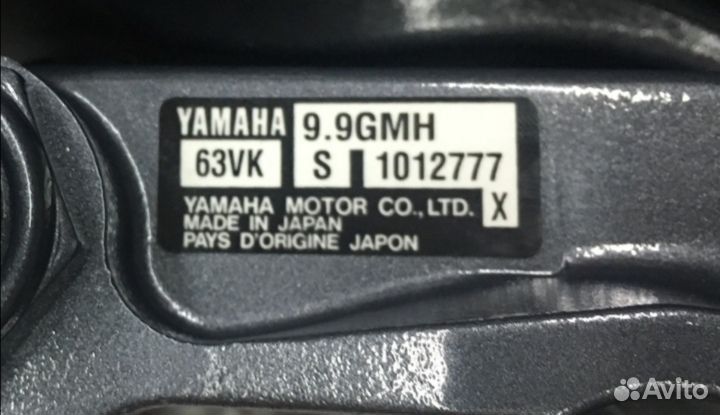 YAMAHA 9.9GMH
63VK S 1012777
YAMAHA MOTOR CO.,LTD. X
MADE IN JAPAN
PAYS D'ORIGINE JAPON
Avito